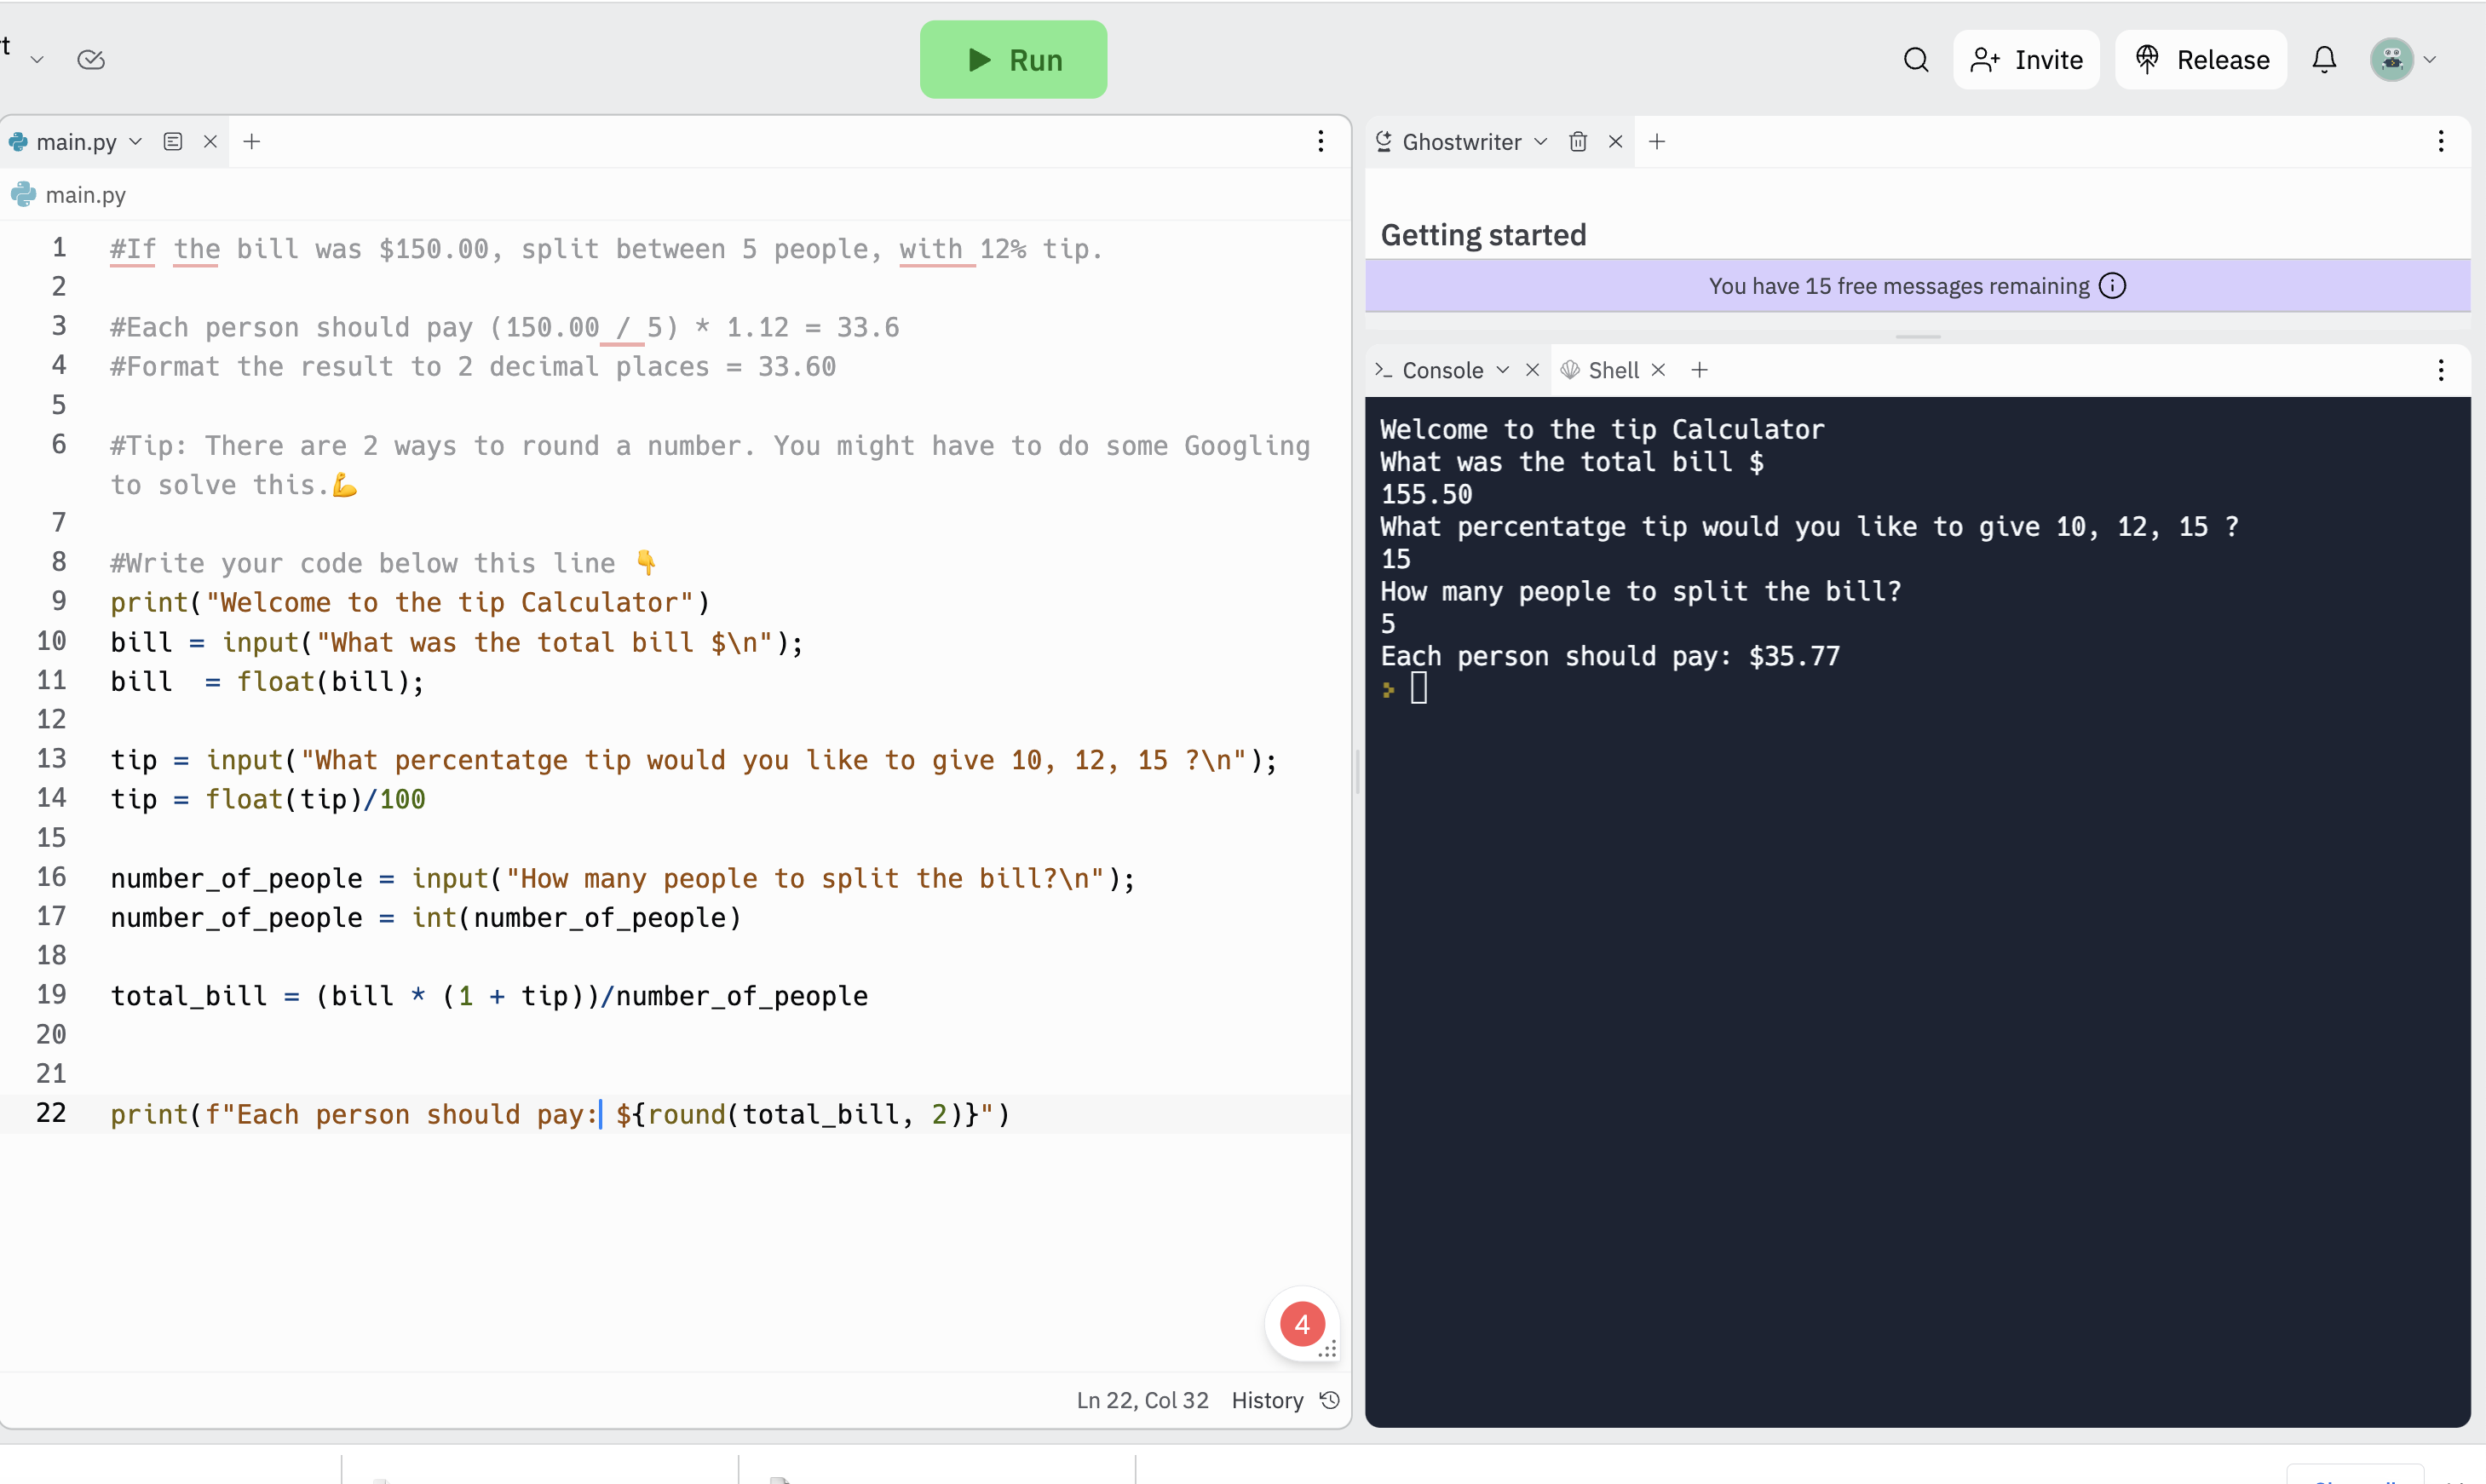 Run
Invite
Release
main.py
main.py
1 #If the bill was $150.00, split between 5 people, with 12% tip.
2
3 #Each person should pay (150.00 / 5) * 1.12 = 33.6
4 #Format the result to 2 decimal places = 33.60
5
6 #Tip: There are 2 ways to round a number. You might have to do some Googling
to solve this.💪
7
8 #Write your code below this line 👇
9 print("Welcome to the tip Calculator")
10 bill = input("What was the total bill $\n");
11 bill  = float(bill);
12
13 tip = input("What percentatge tip would you like to give 10, 12, 15 ?\n");
14 tip = float(tip)/100
15
16 number_of_people = input("How many people to split the bill?\n");
17 number_of_people = int(number_of_people)
18
19 total_bill = (bill * (1 + tip))/number_of_people
20
21
22 print(f"Each person should pay: ${round(total_bill, 2)}")
4
Ln 22, Col 32 History
Ghostwriter
Getting started
You have 15 free messages remaining
Console
Shell
Welcome to the tip Calculator
What was the total bill $
155.50
What percentatge tip would you like to give 10, 12, 15 ?
15
How many people to split the bill?
5
Each person should pay: $35.77